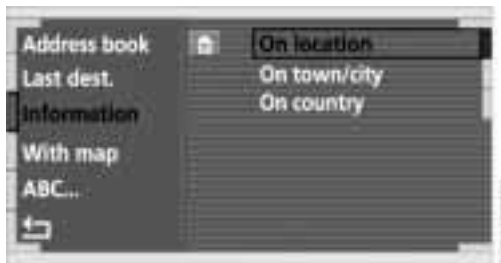 Address book
Last dest.
Information
With map
ABC...
On location
On town/city
On country